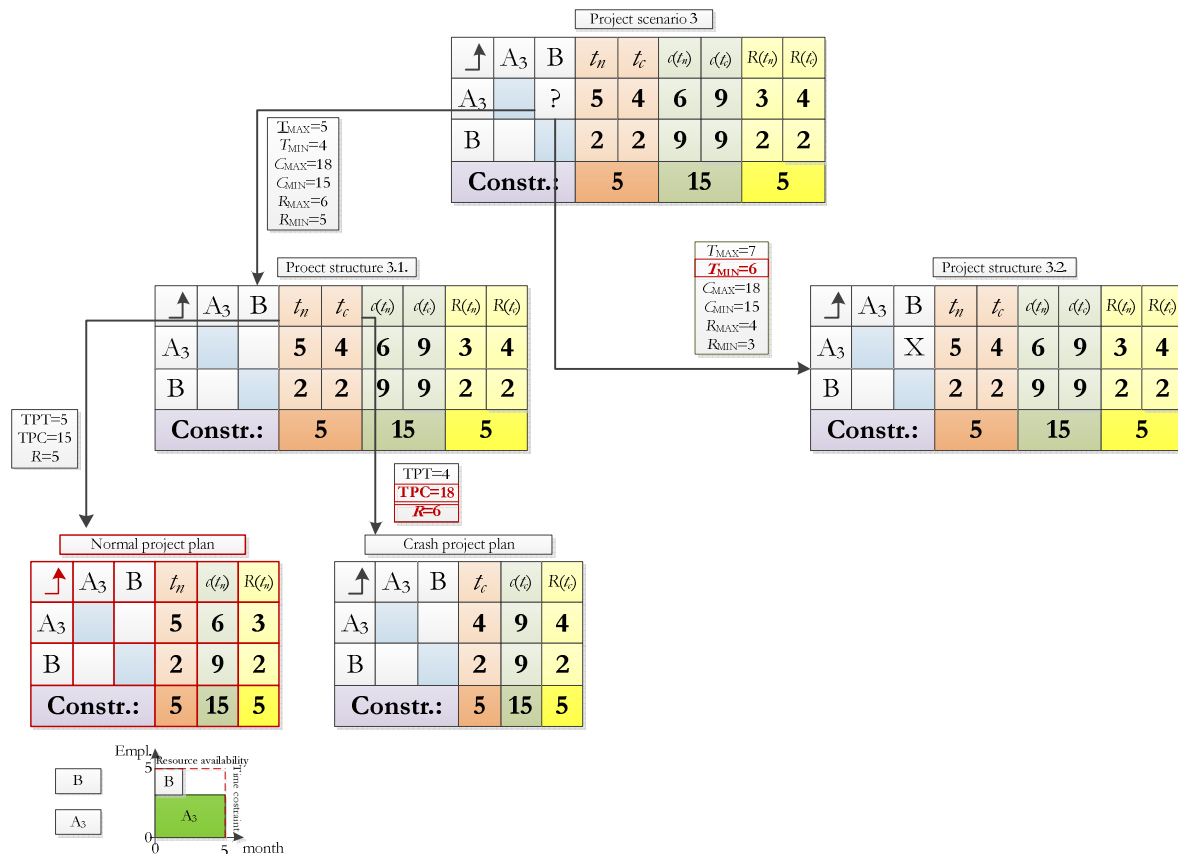 Project scenario 3
A3 B tn tc c(tn) c(tc) R(tn) R(tc)
A3 ? 5 4 6 9 3 4
B 2 2 9 9 2 2
Constr.: 5 15 5
TMAX=5
TMIN=4
CMAX=18
CMIN=15
RMAX=6
RMIN=5
TMAX=7
TMIN=6
CMAX=18
CMIN=15
RMAX=4
RMIN=3
Proect structure 3.1.
A3 B tn tc c(tn) c(tc) R(tn) R(tc)
A3 5 4 6 9 3 4
B 2 2 9 9 2 2
Constr.: 5 15 5
Project structure 3.2.
A3 B tn tc c(tn) c(tc) R(tn) R(tc)
A3 X 5 4 6 9 3 4
B 2 2 9 9 2 2
Constr.: 5 15 5
TPT=5
TPC=15
R=5
TPT=4
TPC=18
R=6
Normal project plan
A3 B tn c(tn) R(tn)
A3 5 6 3
B 2 9 2
Constr.: 5 15 5
Crash project plan
A3 B tc c(tc) R(tc)
A3 4 9 4
B 2 9 2
Constr.: 5 15 5
B
A3
Empl.
Resource availability
5
B
A3
Time costraint
0
0 5 month